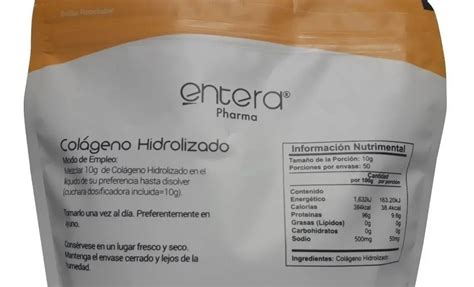 Bolsa Resellable
entera®
Pharma
Colágeno Hidrolizado
Modo de Empleo:
Mezclar 10g de Colágeno Hidrolizado en el
líquido de su preferencia hasta disolver
(cuchara dosificadora incluida=10g).
Tomarlo una vez al día. Preferentemente en
ayuno.
Consérvese en un lugar fresco y seco.
Mantenga el envase cerrado y lejos de la
humedad.
Información Nutrimental
Tamaño de la Porción: 10g
Porciones por envase: 50
Cantidad
por 100g por porción
Contenido
Energético 1,632kJ 163.20kJ
Calorías 384kcal 38.4kcal
Proteínas 96g 9.6g
Grasas (Lípidos) 0g 0g
Carbohidratos 0g 0g
Sodio 500mg 50mg
Ingredientes: Colágeno Hidrolizado